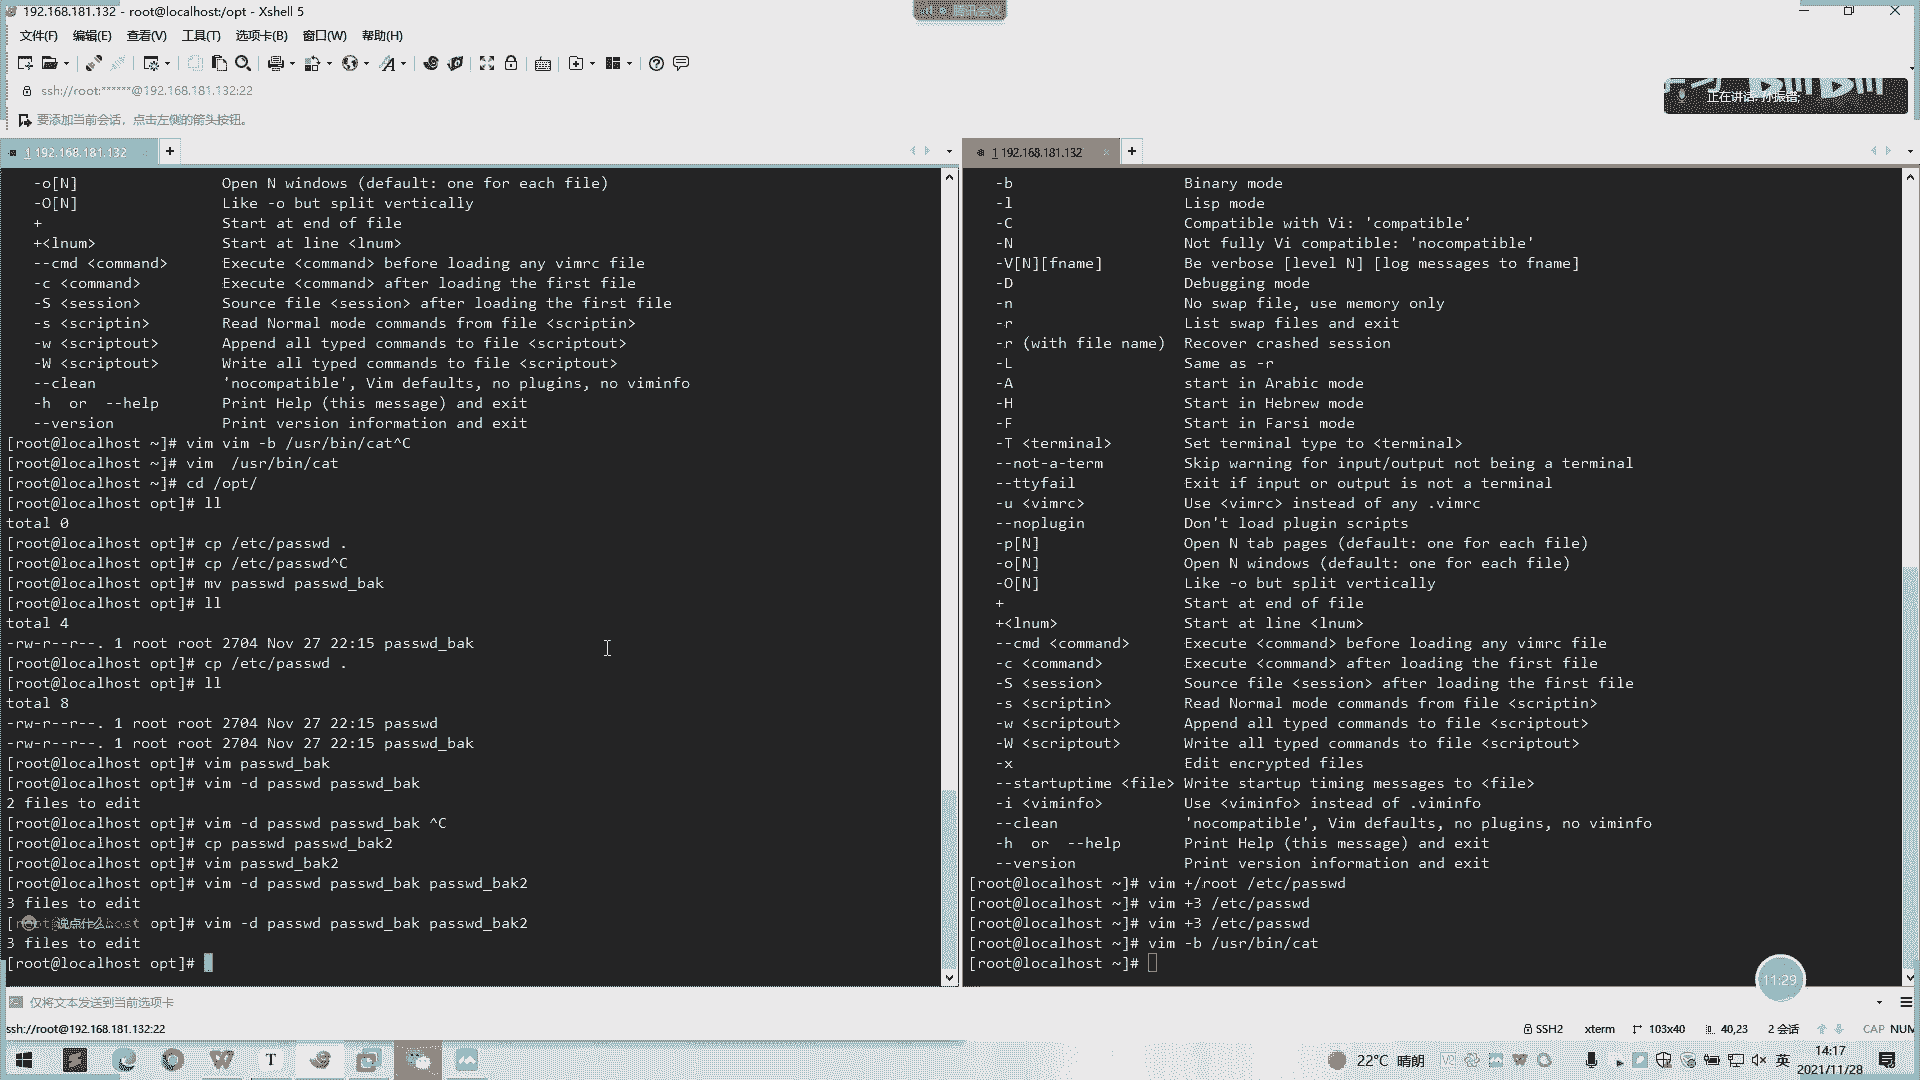 192.168.181.132 - root@localhost:/opt - Xshell 5
文件(F) 编辑(E) 查看(V) 工具(T) 选项卡(B) 窗口(W) 帮助(H)
ssh://root:******@192.168.181.132:22
要添加当前会话，点击左侧的箭头按钮。
正在讲话:
1 192.168.181.132
-o[N] Open N windows (default: one for each file)
-O[N] Like -o but split vertically
+ Start at end of file
+<lnum> Start at line <lnum>
--cmd <command> Execute <command> before loading any vimrc file
-c <command> Execute <command> after loading the first file
-S <session> Source file <session> after loading the first file
-s <scriptin> Read Normal mode commands from file <scriptin>
-w <scriptout> Append all typed commands to file <scriptout>
-W <scriptout> Write all typed commands to file <scriptout>
--clean 'nocompatible', Vim defaults, no plugins, no viminfo
-h or --help Print Help (this message) and exit
--version Print version information and exit
[root@localhost ~]# vim vim -b /usr/bin/cat^C
[root@localhost ~]# vim  /usr/bin/cat
[root@localhost ~]# cd /opt/
[root@localhost opt]# ll
total 0
[root@localhost opt]# cp /etc/passwd .
[root@localhost opt]# cp /etc/passwd^C
[root@localhost opt]# mv passwd passwd_bak
[root@localhost opt]# ll
total 4
-rw-r--r--. 1 root root 2704 Nov 27 22:15 passwd_bak
[root@localhost opt]# cp /etc/passwd .
[root@localhost opt]# ll
total 8
-rw-r--r--. 1 root root 2704 Nov 27 22:15 passwd
-rw-r--r--. 1 root root 2704 Nov 27 22:15 passwd_bak
[root@localhost opt]# vim passwd_bak
[root@localhost opt]# vim -d passwd passwd_bak
2 files to edit
[root@localhost opt]# vim -d passwd passwd_bak ^C
[root@localhost opt]# cp passwd passwd_bak2
[root@localhost opt]# vim passwd_bak2
[root@localhost opt]# vim -d passwd passwd_bak passwd_bak2
3 files to edit
[root@localhost opt]# vim -d passwd passwd_bak passwd_bak2
说点什么...
3 files to edit
[root@localhost opt]#
1 192.168.181.132
-b Binary mode
-l Lisp mode
-C Compatible with Vi: 'compatible'
-N Not fully Vi compatible: 'nocompatible'
-V[N][fname] Be verbose [level N] [log messages to fname]
-D Debugging mode
-n No swap file, use memory only
-r List swap files and exit
-r (with file name) Recover crashed session
-L Same as -r
-A start in Arabic mode
-H Start in Hebrew mode
-F Start in Farsi mode
-T <terminal> Set terminal type to <terminal>
--not-a-term Skip warning for input/output not being a terminal
--ttyfail Exit if input or output is not a terminal
-u <vimrc> Use <vimrc> instead of any .vimrc
--noplugin Don't load plugin scripts
-p[N] Open N tab pages (default: one for each file)
-o[N] Open N windows (default: one for each file)
-O[N] Like -o but split vertically
+ Start at end of file
+<lnum> Start at line <lnum>
--cmd <command> Execute <command> before loading any vimrc file
-c <command> Execute <command> after loading the first file
-S <session> Source file <session> after loading the first file
-s <scriptin> Read Normal mode commands from file <scriptin>
-w <scriptout> Append all typed commands to file <scriptout>
-W <scriptout> Write all typed commands to file <scriptout>
-x Edit encrypted files
--startuptime <file> Write startup timing messages to <file>
-i <viminfo> Use <viminfo> instead of .viminfo
--clean 'nocompatible', Vim defaults, no plugins, no viminfo
-h or --help Print Help (this message) and exit
--version Print version information and exit
[root@localhost ~]# vim +/root /etc/passwd
[root@localhost ~]# vim +3 /etc/passwd
[root@localhost ~]# vim +3 /etc/passwd
[root@localhost ~]# vim -b /usr/bin/cat
[root@localhost ~]#
11:29
仅将文本发送到当前选项卡
ssh://root@192.168.181.132:22 SSH2 xterm 103x40 40,23 2 会话 CAP NUM
22°C 晴朗 英 14:17
2021/11/28